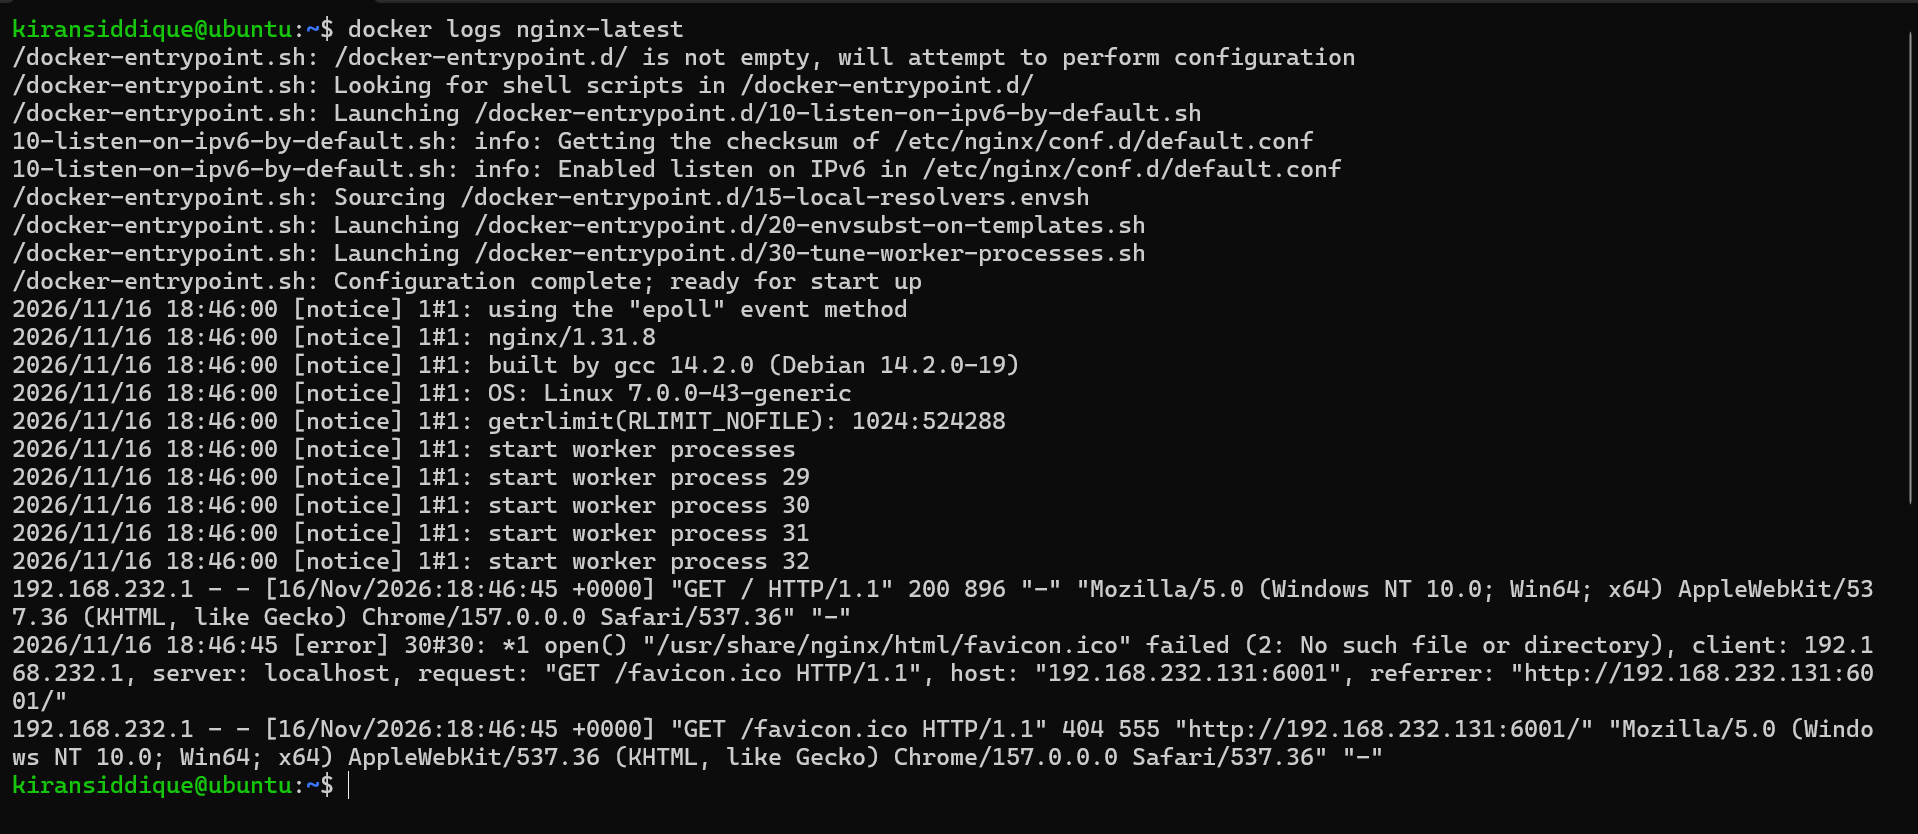 kiransiddique@ubuntu:~$ docker logs nginx-latest
/docker-entrypoint.sh: /docker-entrypoint.d/ is not empty, will attempt to perform configuration
/docker-entrypoint.sh: Looking for shell scripts in /docker-entrypoint.d/
/docker-entrypoint.sh: Launching /docker-entrypoint.d/10-listen-on-ipv6-by-default.sh
10-listen-on-ipv6-by-default.sh: info: Getting the checksum of /etc/nginx/conf.d/default.conf
10-listen-on-ipv6-by-default.sh: info: Enabled listen on IPv6 in /etc/nginx/conf.d/default.conf
/docker-entrypoint.sh: Sourcing /docker-entrypoint.d/15-local-resolvers.envsh
/docker-entrypoint.sh: Launching /docker-entrypoint.d/20-envsubst-on-templates.sh
/docker-entrypoint.sh: Launching /docker-entrypoint.d/30-tune-worker-processes.sh
/docker-entrypoint.sh: Configuration complete; ready for start up
2026/11/16 18:46:00 [notice] 1#1: using the "epoll" event method
2026/11/16 18:46:00 [notice] 1#1: nginx/1.31.8
2026/11/16 18:46:00 [notice] 1#1: built by gcc 14.2.0 (Debian 14.2.0-19)
2026/11/16 18:46:00 [notice] 1#1: OS: Linux 7.0.0-43-generic
2026/11/16 18:46:00 [notice] 1#1: getrlimit(RLIMIT_NOFILE): 1024:524288
2026/11/16 18:46:00 [notice] 1#1: start worker processes
2026/11/16 18:46:00 [notice] 1#1: start worker process 29
2026/11/16 18:46:00 [notice] 1#1: start worker process 30
2026/11/16 18:46:00 [notice] 1#1: start worker process 31
2026/11/16 18:46:00 [notice] 1#1: start worker process 32
192.168.232.1 - - [16/Nov/2026:18:46:45 +0000] "GET / HTTP/1.1" 200 896 "-" "Mozilla/5.0 (Windows NT 10.0; Win64; x64) AppleWebKit/53
7.36 (KHTML, like Gecko) Chrome/157.0.0.0 Safari/537.36" "-"
2026/11/16 18:46:45 [error] 30#30: *1 open() "/usr/share/nginx/html/favicon.ico" failed (2: No such file or directory), client: 192.1
68.232.1, server: localhost, request: "GET /favicon.ico HTTP/1.1", host: "192.168.232.131:6001", referrer: "http://192.168.232.131:60
01/"
192.168.232.1 - - [16/Nov/2026:18:46:45 +0000] "GET /favicon.ico HTTP/1.1" 404 555 "http://192.168.232.131:6001/" "Mozilla/5.0 (Windo
ws NT 10.0; Win64; x64) AppleWebKit/537.36 (KHTML, like Gecko) Chrome/157.0.0.0 Safari/537.36" "-"
kiransiddique@ubuntu:~$